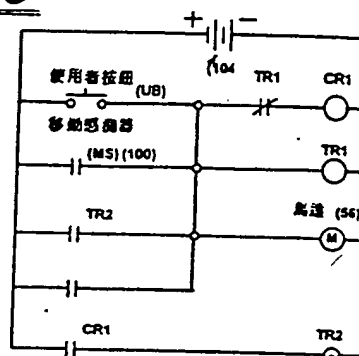 + −
(104
使用者按鈕
(UB)
TR1
CR1
移動感測器
(MS) (100)
TR1
TR2
馬達 (56)
M
CR1
TR2